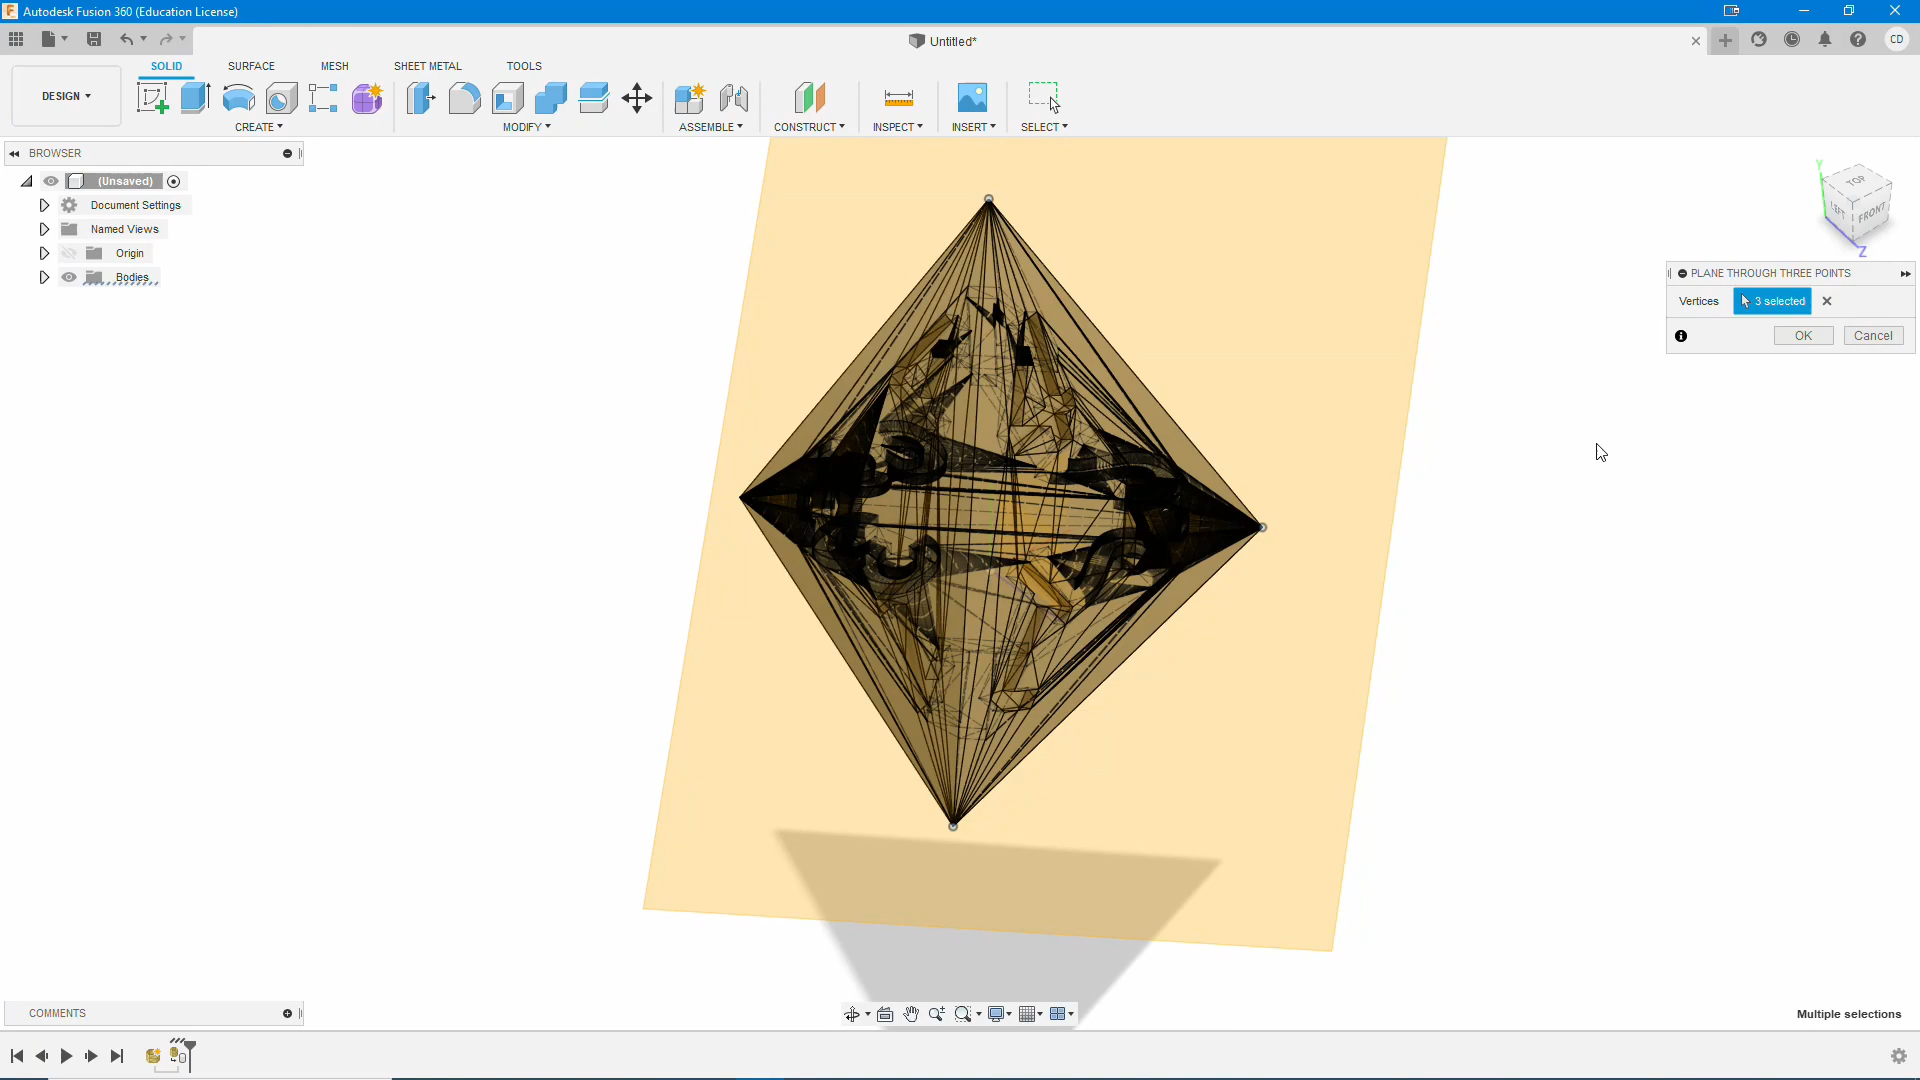 Autodesk Fusion 360 (Education License)
Untitled*
CD
DESIGN
SOLID
SURFACE
MESH
SHEET METAL
TOOLS
CREATE
MODIFY
ASSEMBLE
CONSTRUCT
INSPECT
INSERT
SELECT
BROWSER
(Unsaved)
Document Settings
Named Views
Origin
Bodies
Y
TOP
LEFT
FRONT
Z
PLANE THROUGH THREE POINTS
Vertices
3 selected
OK
Cancel
COMMENTS
Multiple selections